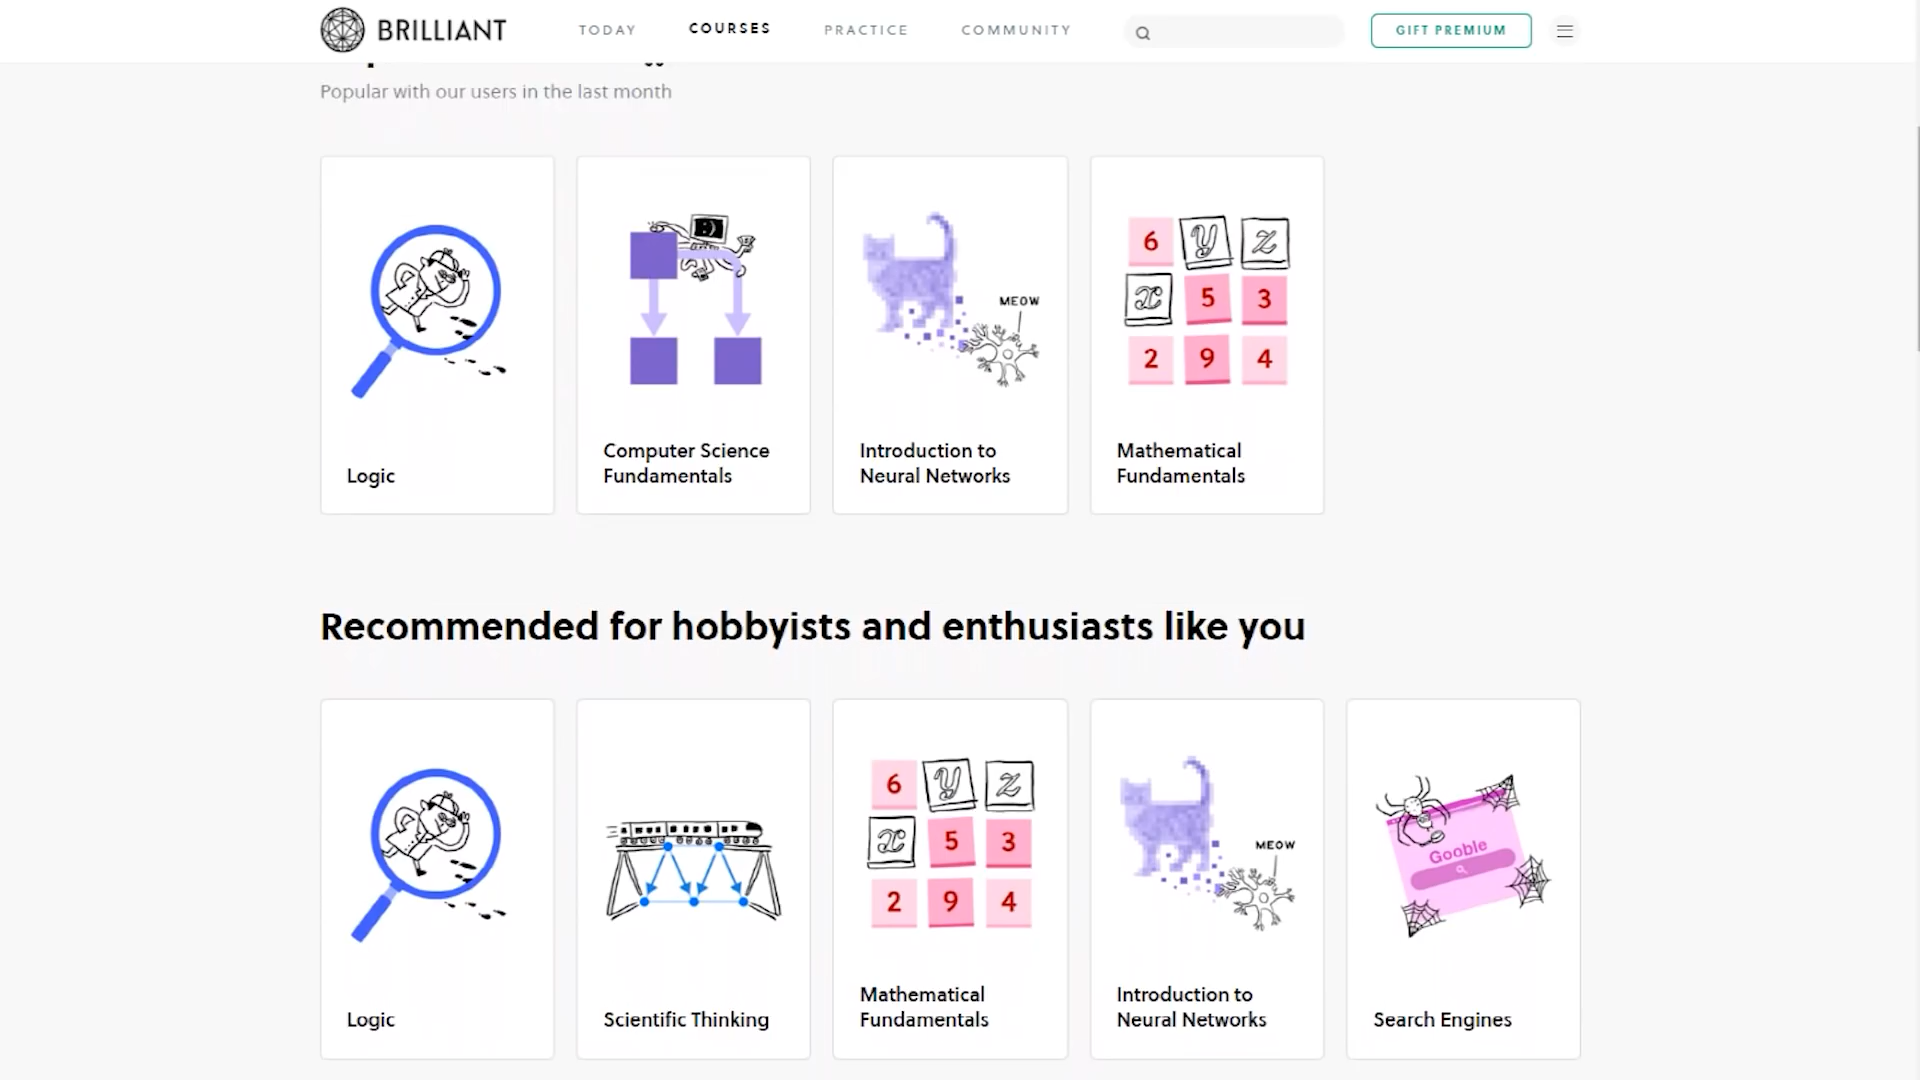 BRILLIANT
TODAY
COURSES
PRACTICE
COMMUNITY
GIFT PREMIUM
Popular with our users in the last month
MEOW
6 y z
x 5 3
2 9 4
Logic
Computer Science
Fundamentals
Introduction to
Neural Networks
Mathematical
Fundamentals
Recommended for hobbyists and enthusiasts like you
6 y z
x 5 3
2 9 4
MEOW
Gooble
Logic
Scientific Thinking
Mathematical
Fundamentals
Introduction to
Neural Networks
Search Engines